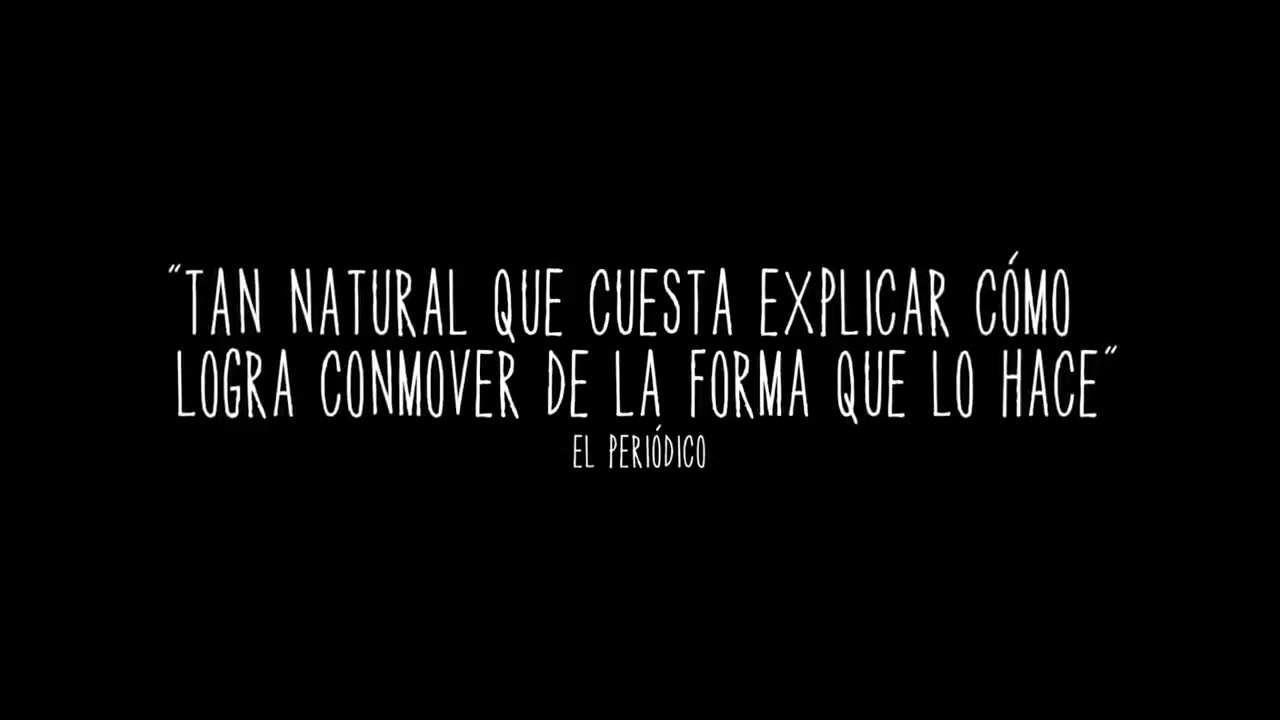 "TAN NATURAL QUE CUESTA EXPLICAR CÓMO
LOGRA CONMOVER DE LA FORMA QUE LO HACE"
EL PERIÓDICO